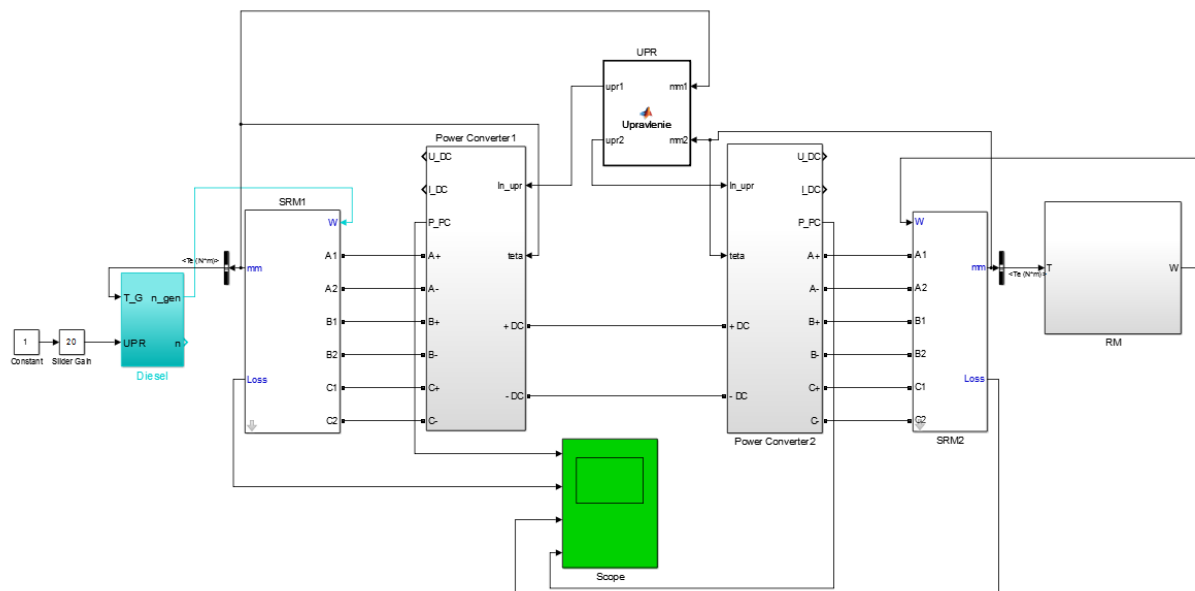 UPR
upr1
mm1
Upravlenie
upr2
mm2
Power Converter1
U_DC
I_DC
In_upr
P_PC
A+
teta
A-
B+
+ DC
B-
C+
- DC
C-
U_DC
In_upr
I_DC
P_PC
teta
A+
A-
+ DC
B+
B-
- DC
C+
C-
Power Converter2
SRM1
W
A1
mm
A2
B1
B2
Loss
C1
C2
<Te (N*m)>
T_G
n_gen
UPR
n
Diesel
1
Constant
20
Slider Gain
W
A1
mm
A2
B1
B2
Loss
C1
C2
SRM2
<Te (N*m)>
T
W
RM
Scope